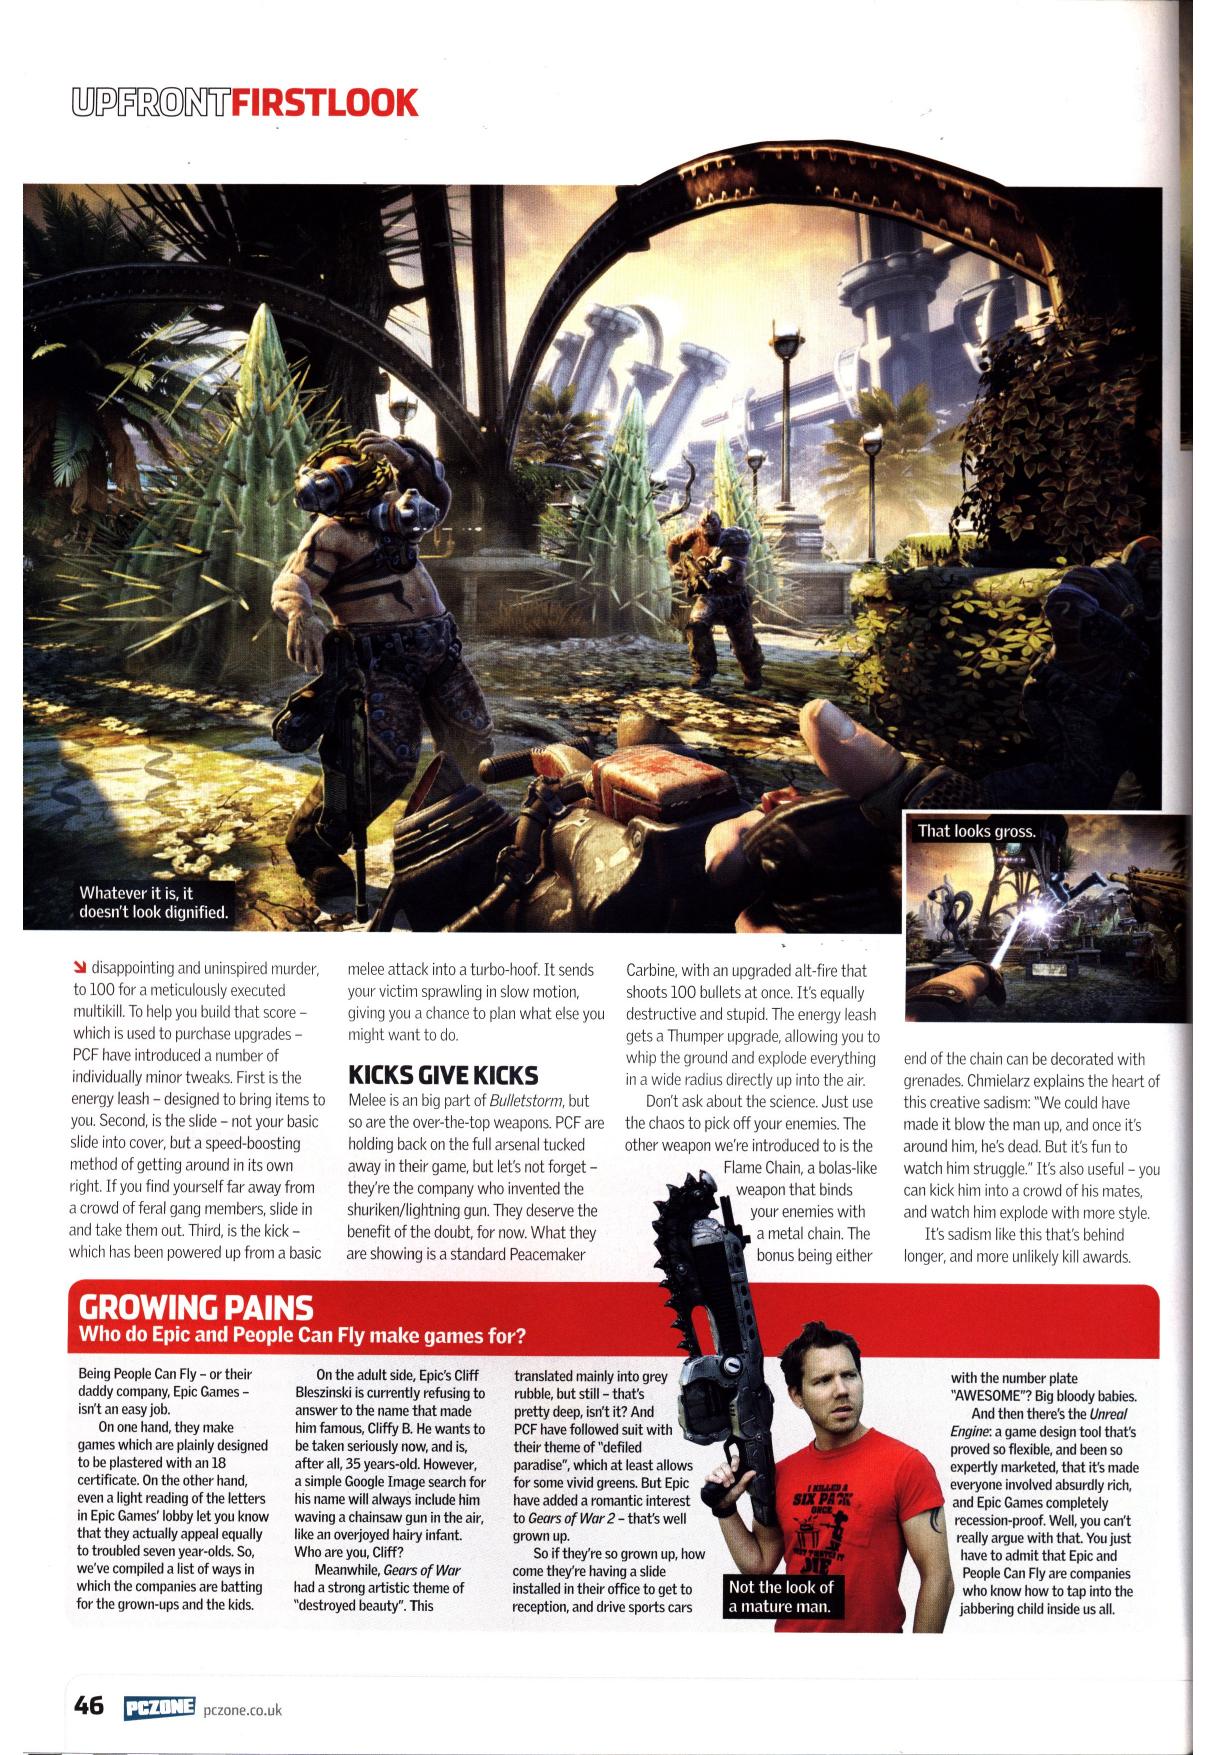 UPFRONTFIRSTLOOK
Whatever it is, it
doesn't look dignified.
That looks gross.
disappointing and uninspired murder,
to 100 for a meticulously executed
multikill. To help you build that score –
which is used to purchase upgrades –
PCF have introduced a number of
individually minor tweaks. First is the
energy leash – designed to bring items to
you. Second, is the slide – not your basic
slide into cover, but a speed-boosting
method of getting around in its own
right. If you find yourself far away from
a crowd of feral gang members, slide in
and take them out. Third, is the kick –
which has been powered up from a basic
melee attack into a turbo-hoof. It sends
your victim sprawling in slow motion,
giving you a chance to plan what else you
might want to do.
KICKS GIVE KICKS
Melee is an big part of Bulletstorm, but
so are the over-the-top weapons. PCF are
holding back on the full arsenal tucked
away in their game, but let's not forget –
they're the company who invented the
shuriken/lightning gun. They deserve the
benefit of the doubt, for now. What they
are showing is a standard Peacemaker
Carbine, with an upgraded alt-fire that
shoots 100 bullets at once. It's equally
destructive and stupid. The energy leash
gets a Thumper upgrade, allowing you to
whip the ground and explode everything
in a wide radius directly up into the air.
Don't ask about the science. Just use
the chaos to pick off your enemies. The
other weapon we're introduced to is the
Flame Chain, a bolas-like
weapon that binds
your enemies with
a metal chain. The
bonus being either
end of the chain can be decorated with
grenades. Chmielarz explains the heart of
this creative sadism: "We could have
made it blow the man up, and once it's
around him, he's dead. But it's fun to
watch him struggle." It's also useful – you
can kick him into a crowd of his mates,
and watch him explode with more style.
It's sadism like this that's behind
longer, and more unlikely kill awards.
GROWING PAINS
Who do Epic and People Can Fly make games for?
Being People Can Fly – or their
daddy company, Epic Games –
isn't an easy job.
On one hand, they make
games which are plainly designed
to be plastered with an 18
certificate. On the other hand,
even a light reading of the letters
in Epic Games' lobby let you know
that they actually appeal equally
to troubled seven year-olds. So,
we've compiled a list of ways in
which the companies are batting
for the grown-ups and the kids.
On the adult side, Epic's Cliff
Bleszinski is currently refusing to
answer to the name that made
him famous, Cliffy B. He wants to
be taken seriously now, and is,
after all, 35 years-old. However,
a simple Google Image search for
his name will always include him
waving a chainsaw gun in the air,
like an overjoyed hairy infant.
Who are you, Cliff?
Meanwhile, Gears of War
had a strong artistic theme of
"destroyed beauty". This
translated mainly into grey
rubble, but still – that's
pretty deep, isn't it? And
PCF have followed suit with
their theme of "defiled
paradise", which at least allows
for some vivid greens. But Epic
have added a romantic interest
to Gears of War 2 – that's well
grown up.
So if they're so grown up, how
come they're having a slide
installed in their office to get to
reception, and drive sports cars
I KILLED A
SIX PACK
ONCE
DIE
Not the look of
a mature man.
with the number plate
"AWESOME"? Big bloody babies.
And then there's the Unreal
Engine: a game design tool that's
proved so flexible, and been so
expertly marketed, that it's made
everyone involved absurdly rich,
and Epic Games completely
recession-proof. Well, you can't
really argue with that. You just
have to admit that Epic and
People Can Fly are companies
who know how to tap into the
jabbering child inside us all.
46 PCZONE pczone.co.uk